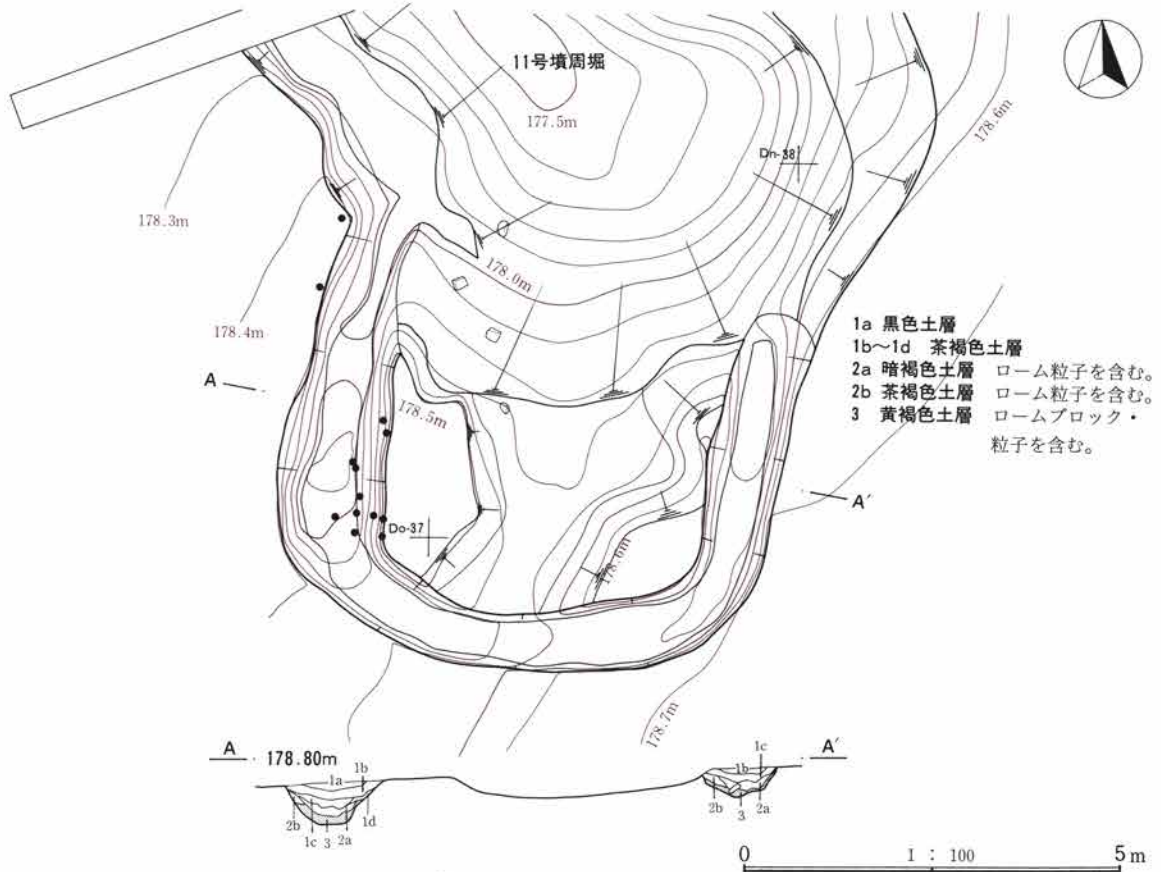 11号墳周堀
177.5m
178.6m
Dn-38
178.3m
178.0m
178.4m
1a 黒色土層
1b～1d 茶褐色土層
2a 暗褐色土層 ローム粒子を含む。
2b 茶褐色土層 ローム粒子を含む。
3 黄褐色土層 ロームブロック・
粒子を含む。
A
178.5m
A′
Do-37
178.6m
178.7m
A 178.80m
A′
1a
1b
2b
1c
3
2a
1d
1c
1b
2b
3
2a
0 1 : 100 5m